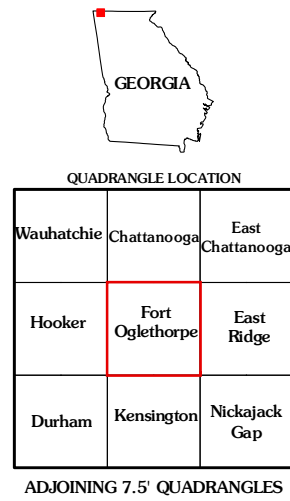 GEORGIA
QUADRANGLE LOCATION
Wauhatchie
Chattanooga
East
Chattanooga
Hooker
Fort
Oglethorpe
East
Ridge
Durham
Kensington
Nickajack
Gap
ADJOINING 7.5' QUADRANGLES